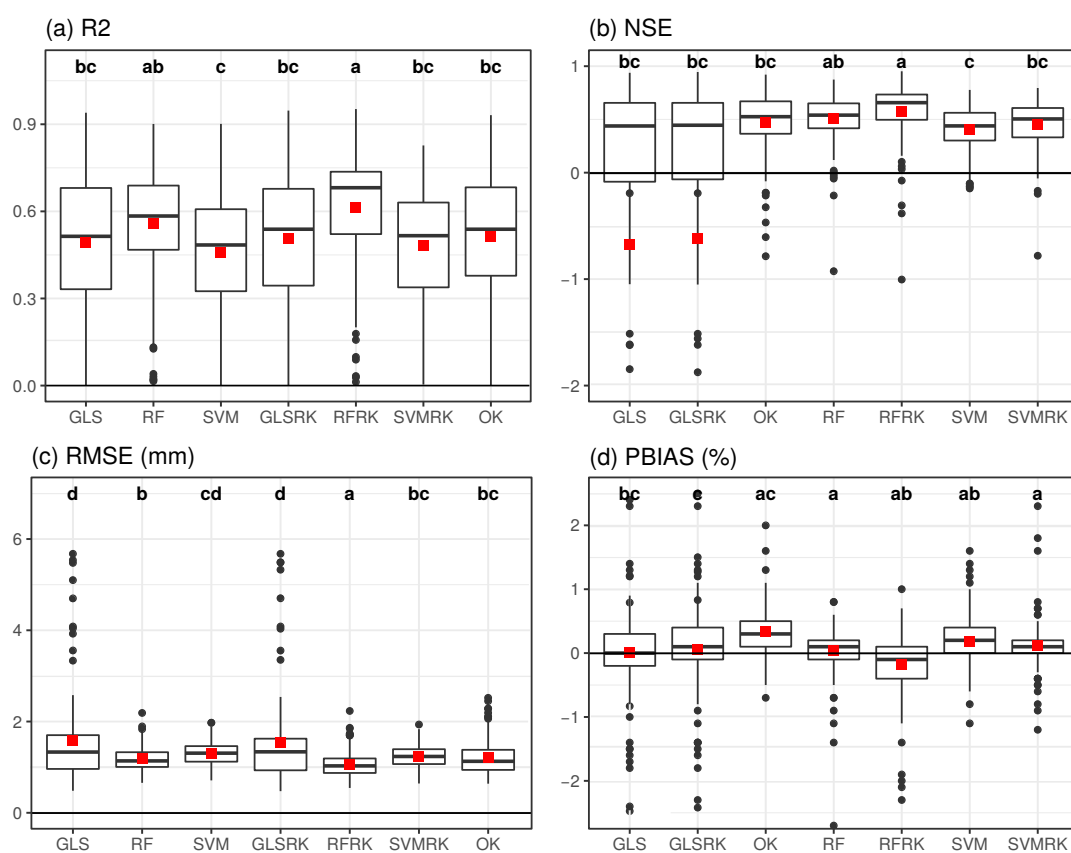 (a) R2
bc ab c bc a bc bc
0.9
0.6
0.3
0.0
GLS RF SVM GLSRK RFRK SVMRK OK
(b) NSE
bc bc bc ab a c bc
1
0
−1
−2
GLS GLSRK OK RF RFRK SVM SVMRK
(c) RMSE (mm)
d b cd d a bc bc
6
4
2
0
GLS RF SVM GLSRK RFRK SVMRK OK
(d) PBIAS (%)
bc c ac a ab ab a
2
1
0
−1
−2
GLS GLSRK OK RF RFRK SVM SVMRK